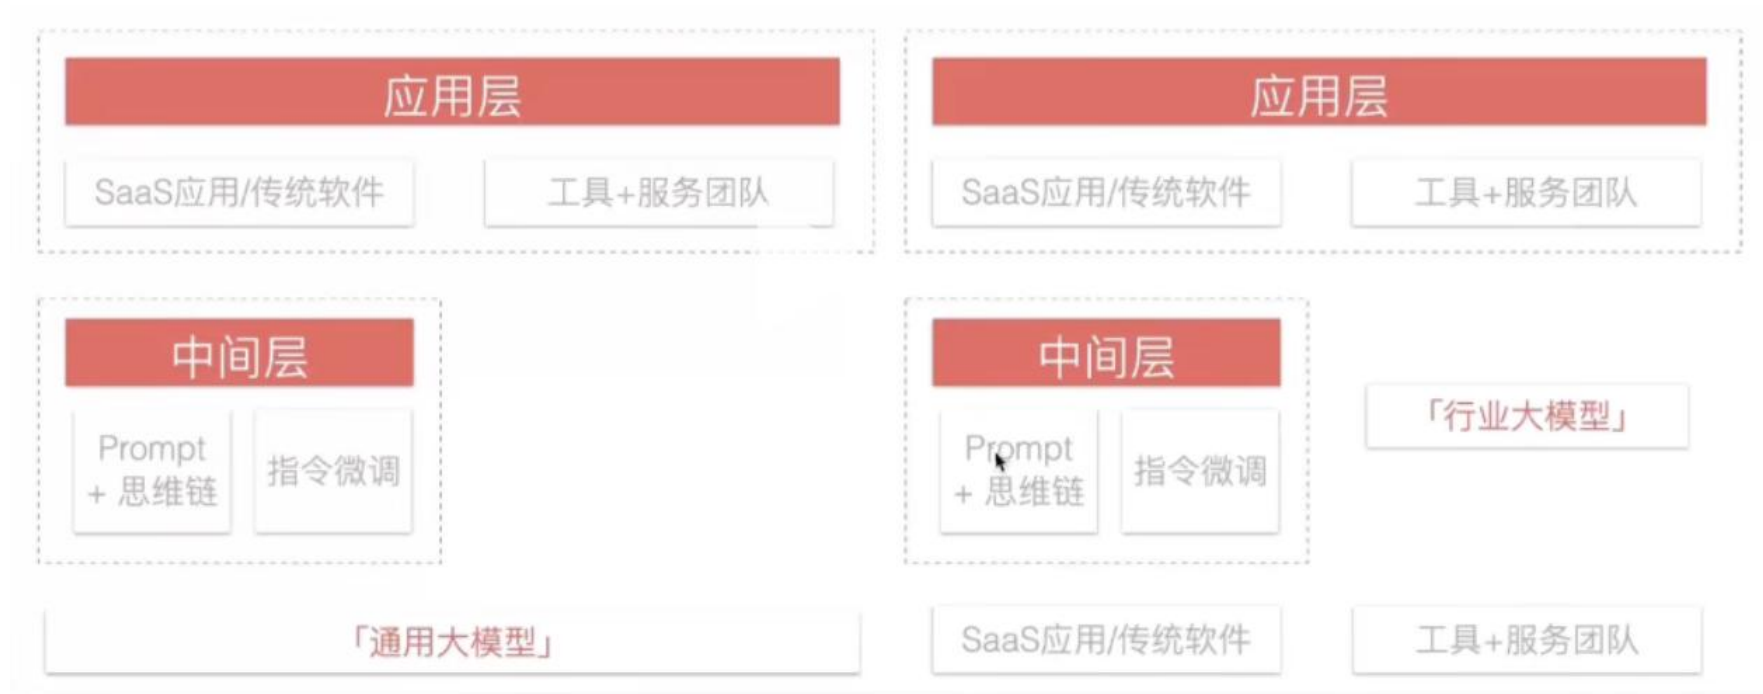 应用层
SaaS应用/传统软件
工具+服务团队
中间层
Prompt
+ 思维链
指令微调
「通用大模型」
应用层
SaaS应用/传统软件
工具+服务团队
中间层
Prompt
+ 思维链
指令微调
「行业大模型」
SaaS应用/传统软件
工具+服务团队